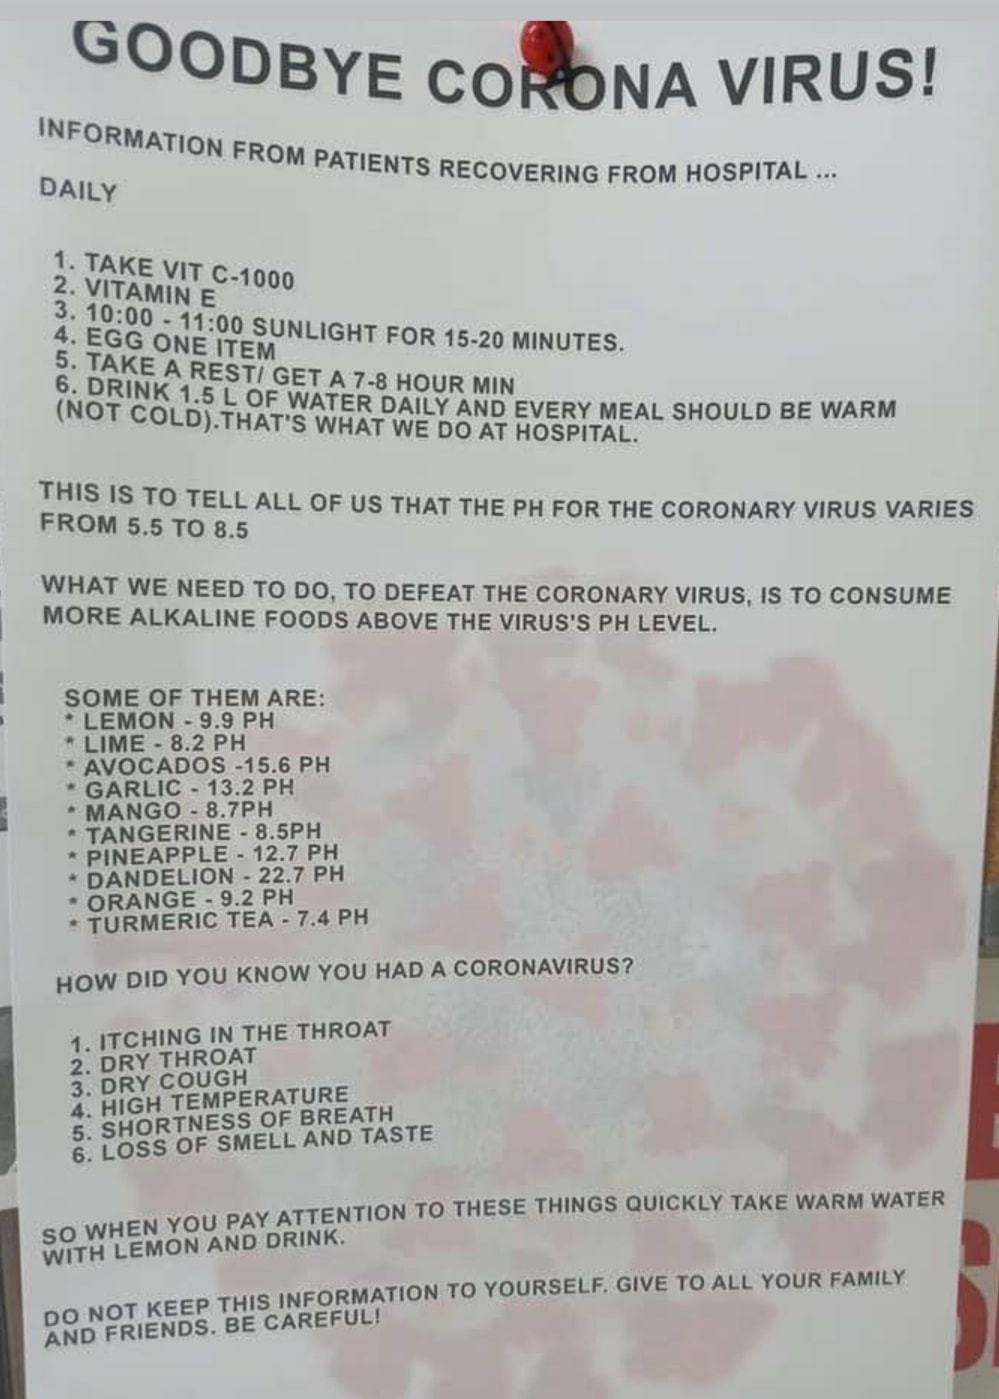 GOODBYE CORONA VIRUS!
INFORMATION FROM PATIENTS RECOVERING FROM HOSPITAL ...
DAILY
1. TAKE VIT C-1000
2. VITAMIN E
3. 10:00 - 11:00 SUNLIGHT FOR 15-20 MINUTES.
4. EGG ONE ITEM
5. TAKE A REST/ GET A 7-8 HOUR MIN
6. DRINK 1.5 L OF WATER DAILY AND EVERY MEAL SHOULD BE WARM
(NOT COLD).THAT'S WHAT WE DO AT HOSPITAL.
THIS IS TO TELL ALL OF US THAT THE PH FOR THE CORONARY VIRUS VARIES
FROM 5.5 TO 8.5
WHAT WE NEED TO DO, TO DEFEAT THE CORONARY VIRUS, IS TO CONSUME
MORE ALKALINE FOODS ABOVE THE VIRUS'S PH LEVEL.
SOME OF THEM ARE:
* LEMON - 9.9 PH
* LIME - 8.2 PH
* AVOCADOS -15.6 PH
* GARLIC - 13.2 PH
* MANGO - 8.7PH
* TANGERINE - 8.5PH
* PINEAPPLE - 12.7 PH
* DANDELION - 22.7 PH
* ORANGE - 9.2 PH
* TURMERIC TEA - 7.4 PH
HOW DID YOU KNOW YOU HAD A CORONAVIRUS?
1. ITCHING IN THE THROAT
2. DRY THROAT
3. DRY COUGH
4. HIGH TEMPERATURE
5. SHORTNESS OF BREATH
6. LOSS OF SMELL AND TASTE
SO WHEN YOU PAY ATTENTION TO THESE THINGS QUICKLY TAKE WARM WATER
WITH LEMON AND DRINK.
DO NOT KEEP THIS INFORMATION TO YOURSELF. GIVE TO ALL YOUR FAMILY
AND FRIENDS. BE CAREFUL!